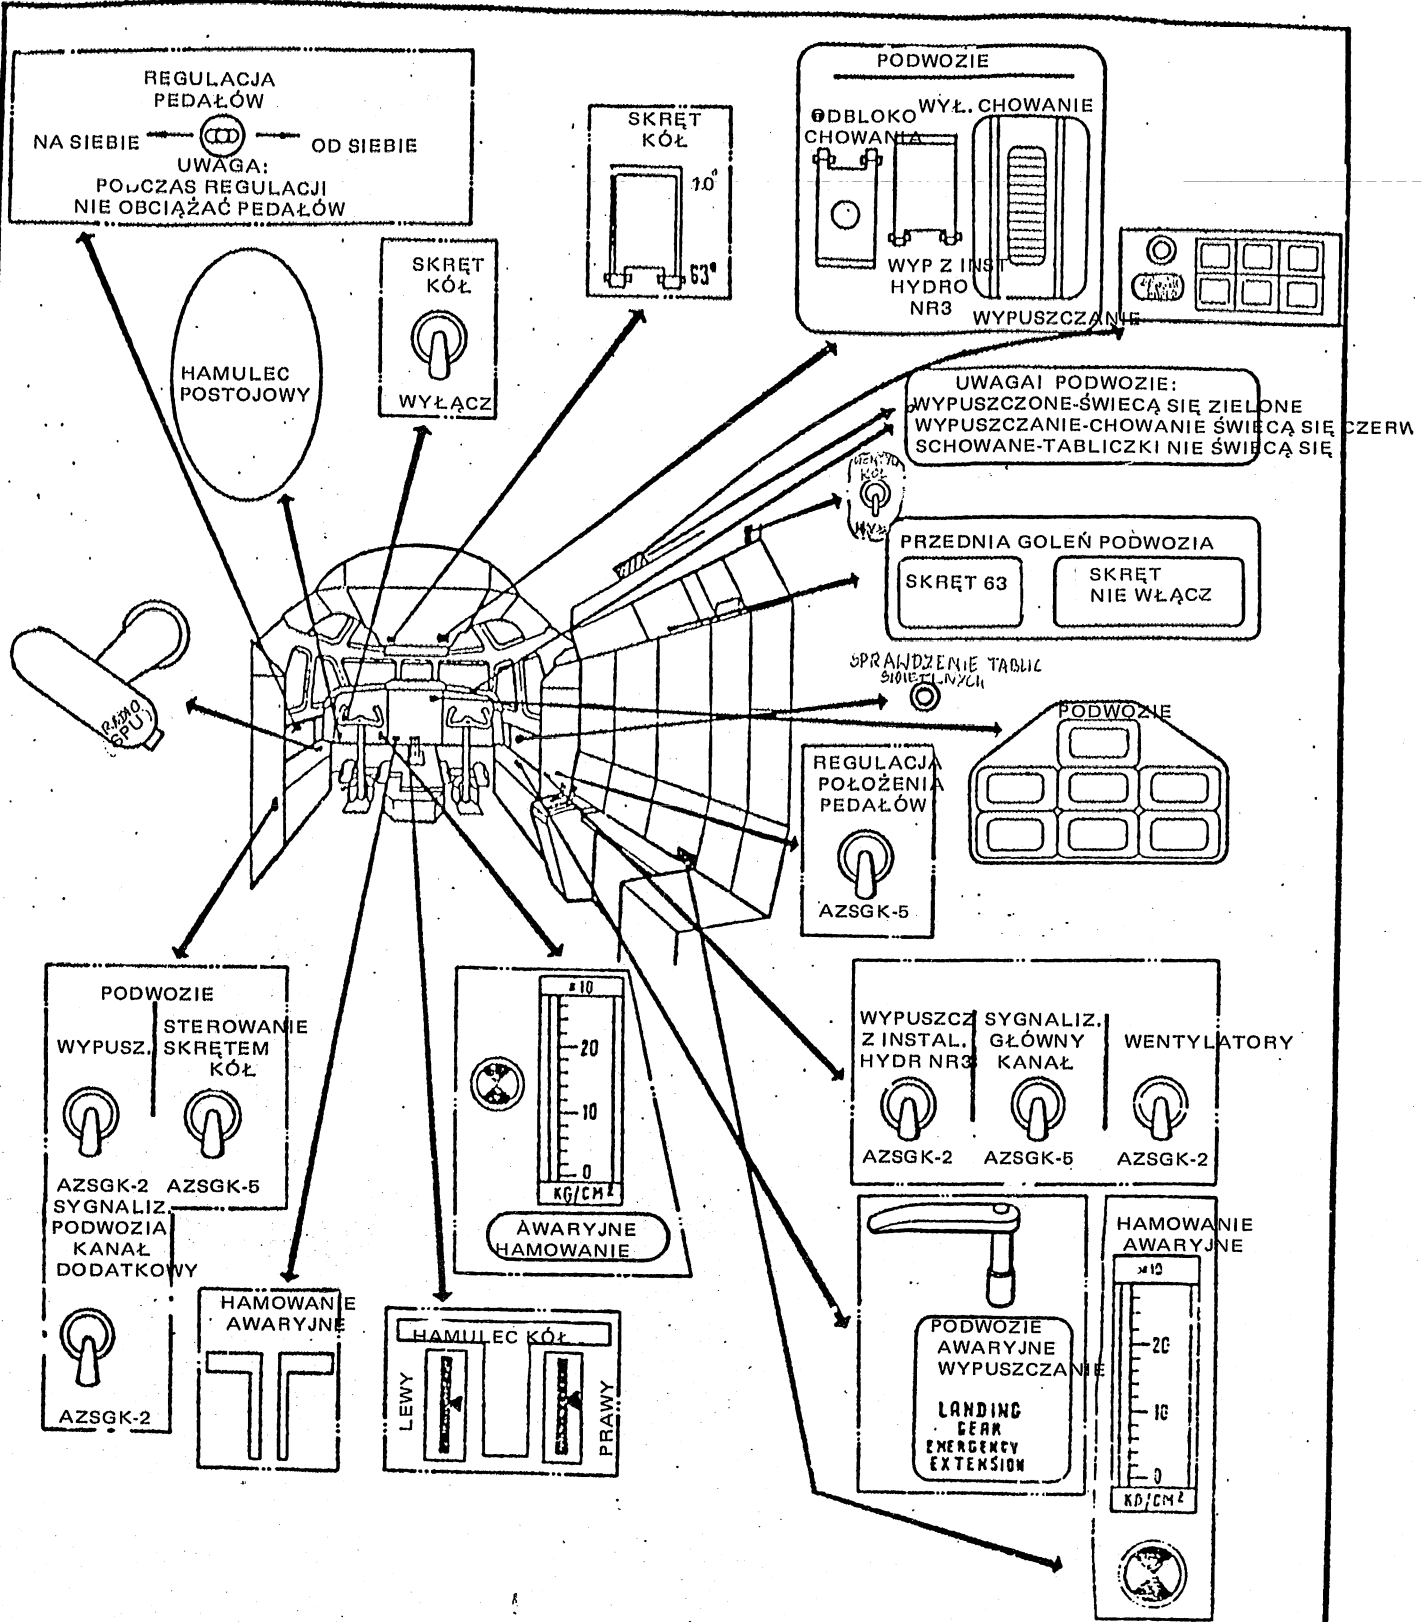 REGULACJA
PEDAŁÓW
NA SIEBIE
OD SIEBIE
UWAGA:
PODCZAS REGULACJI
NIE OBCIĄŻAĆ PEDAŁÓW
HAMULEC
POSTOJOWY
SKRĘT
KÓŁ
WYŁĄCZ
SKRĘT
KÓŁ
10°
63°
PODWOZIE
ODBLOKO
CHOWANIA
WYŁ. CHOWANIE
WYP Z INST
HYDRO
NR3
WYPUSZCZANIE
UWAGA! PODWOZIE:
WYPUSZCZONE-ŚWIECĄ SIĘ ZIELONE
WYPUSZCZANIE-CHOWANIE ŚWIECĄ SIĘ CZERW
SCHOWANE-TABLICZKI NIE ŚWIECĄ SIĘ
KÓŁ
PRZEDNIA GOLEŃ PODWOZIA
SKRĘT 63
SKRĘT
NIE WŁĄCZ
SPRAWDZENIE TABLIC
ŚWIETLNYCH
RADIO
SPU
PODWOZIE
REGULACJA
POŁOŻENIA
PEDAŁÓW
AZSGK-5
PODWOZIE
WYPUSZ.
STEROWANIE
SKRĘTEM
KÓŁ
AZSGK-2
AZSGK-5
SYGNALIZ.
PODWOZIA
KANAŁ
DODATKOWY
AZSGK-2
HAMOWANIE
AWARYJNE
HAMULEC KÓŁ
LEWY
PRAWY
×10
20
10
0
KG/CM²
AWARYJNE
HAMOWANIE
WYPUSZCZ
Z INSTAL.
HYDR NR3
SYGNALIZ.
GŁÓWNY
KANAŁ
WENTYLATORY
AZSGK-2
AZSGK-5
AZSGK-2
PODWOZIE
AWARYJNE
WYPUSZCZANIE
LANDING
GEAR
EMERGENCY
EXTENSION
HAMOWANIE
AWARYJNE
×10
20
10
0
KG/CM²